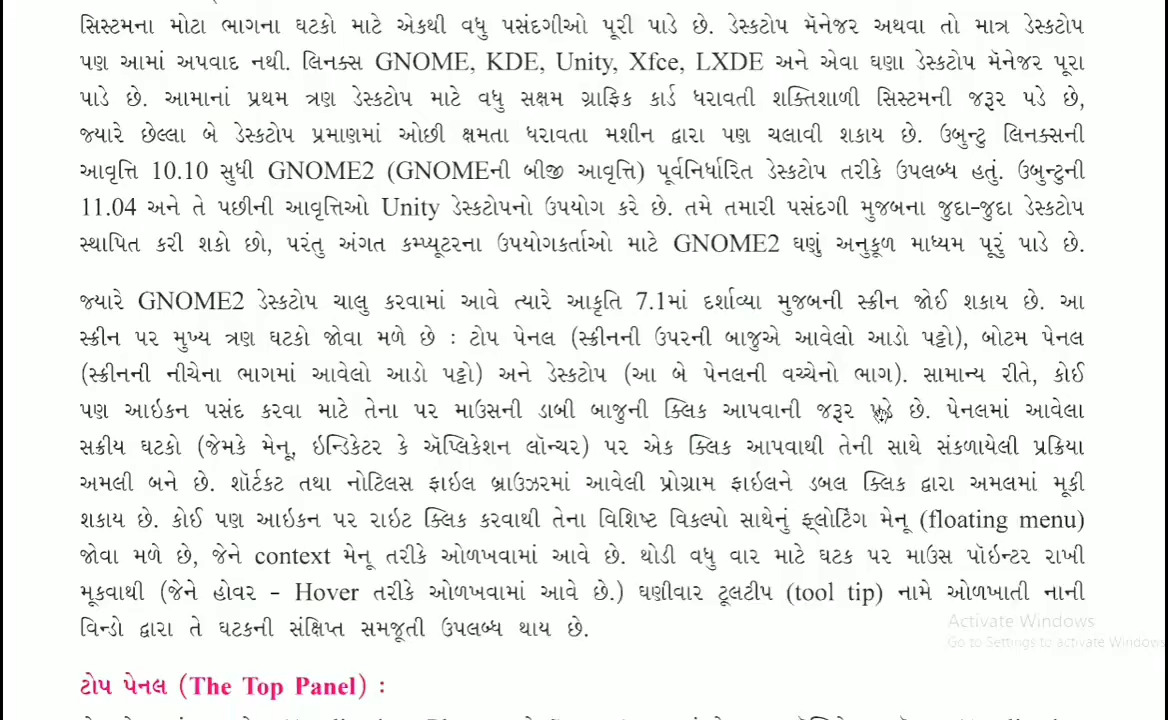 સિસ્ટમના મોટા ભાગના ઘટકો માટે એકથી વધુ પસંદગીઓ પૂરી પાડે છે. ડેસ્કટોપ મૅનેજર અથવા તો માત્ર ડેસ્કટોપ
પણ આમાં અપવાદ નથી. લિનક્સ GNOME, KDE, Unity, Xfce, LXDE અને એવા ઘણા ડેસ્કટોપ મૅનેજર પૂરા
પાડે છે. આમાનાં પ્રથમ ત્રણ ડેસ્કટોપ માટે વધુ સક્ષમ ગ્રાફિક કાર્ડ ધરાવતી શક્તિશાળી સિસ્ટમની જરૂર પડે છે,
જ્યારે છેલ્લા બે ડેસ્કટોપ પ્રમાણમાં ઓછી ક્ષમતા ધરાવતા મશીન દ્વારા પણ ચલાવી શકાય છે. ઉબુન્ટુ લિનક્સની
આવૃત્તિ 10.10 સુધી GNOME2 (GNOMEની બીજી આવૃત્તિ) પૂર્વનિર્ધારિત ડેસ્કટોપ તરીકે ઉપલબ્ધ હતું. ઉબુન્ટુની
11.04 અને તે પછીની આવૃત્તિઓ Unity ડેસ્કટોપનો ઉપયોગ કરે છે. તમે તમારી પસંદગી મુજબના જુદા-જુદા ડેસ્કટોપ
સ્થાપિત કરી શકો છો, પરંતુ અંગત કમ્પ્યૂટરના ઉપયોગકર્તાઓ માટે GNOME2 ઘણું અનુકૂળ માધ્યમ પૂરું પાડે છે.
જ્યારે GNOME2 ડેસ્કટોપ ચાલુ કરવામાં આવે ત્યારે આકૃતિ 7.1માં દર્શાવ્યા મુજબની સ્ક્રીન જોઈ શકાય છે. આ
સ્ક્રીન પર મુખ્ય ત્રણ ઘટકો જોવા મળે છે : ટોપ પેનલ (સ્ક્રીનની ઉપરની બાજુએ આવેલો આડો પટ્ટો), બોટમ પેનલ
(સ્ક્રીનની નીચેના ભાગમાં આવેલો આડો પટ્ટો) અને ડેસ્કટોપ (આ બે પેનલની વચ્ચેનો ભાગ). સામાન્ય રીતે, કોઈ
પણ આઇકન પસંદ કરવા માટે તેના પર માઉસની ડાબી બાજુની ક્લિક આપવાની જરૂર પડે છે. પેનલમાં આવેલા
સક્રીય ઘટકો (જેમકે મેનૂ, ઇન્ડિકેટર કે ઍપ્લિકેશન લૉન્ચર) પર એક ક્લિક આપવાથી તેની સાથે સંકળાયેલી પ્રક્રિયા
અમલી બને છે. શૉર્ટકટ તથા નોટિલસ ફાઇલ બ્રાઉઝરમાં આવેલી પ્રોગ્રામ ફાઇલને ડબલ ક્લિક દ્વારા અમલમાં મૂકી
શકાય છે. કોઈ પણ આઇકન પર રાઇટ ક્લિક કરવાથી તેના વિશિષ્ટ વિકલ્પો સાથેનું ફ્લોટિંગ મેનૂ (floating menu)
જોવા મળે છે, જેને context મેનૂ તરીકે ઓળખવામાં આવે છે. થોડી વધુ વાર માટે ઘટક પર માઉસ પૉઇન્ટર રાખી
મૂકવાથી (જેને હોવર - Hover તરીકે ઓળખવામાં આવે છે.) ઘણીવાર ટૂલટીપ (tool tip) નામે ઓળખાતી નાની
વિન્ડો દ્વારા તે ઘટકની સંક્ષિપ્ત સમજૂતી ઉપલબ્ધ થાય છે.
Activate Windows
Go to Settings to activate Windows
ટોપ પેનલ (The Top Panel) :